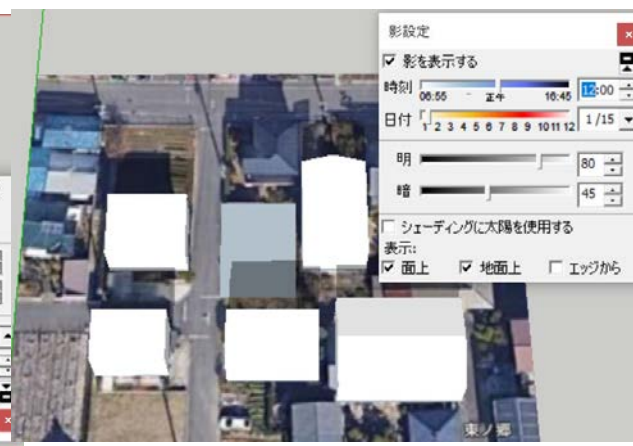 影設定
影を表示する
時刻
06:55
正午
16:45
12:00
日付
1 2 3 4 5 6 7 8 9 10 11 12
1/15
明
80
暗
45
シェーディングに太陽を使用する
表示:
面上
地面上
エッジから
東ノ郷